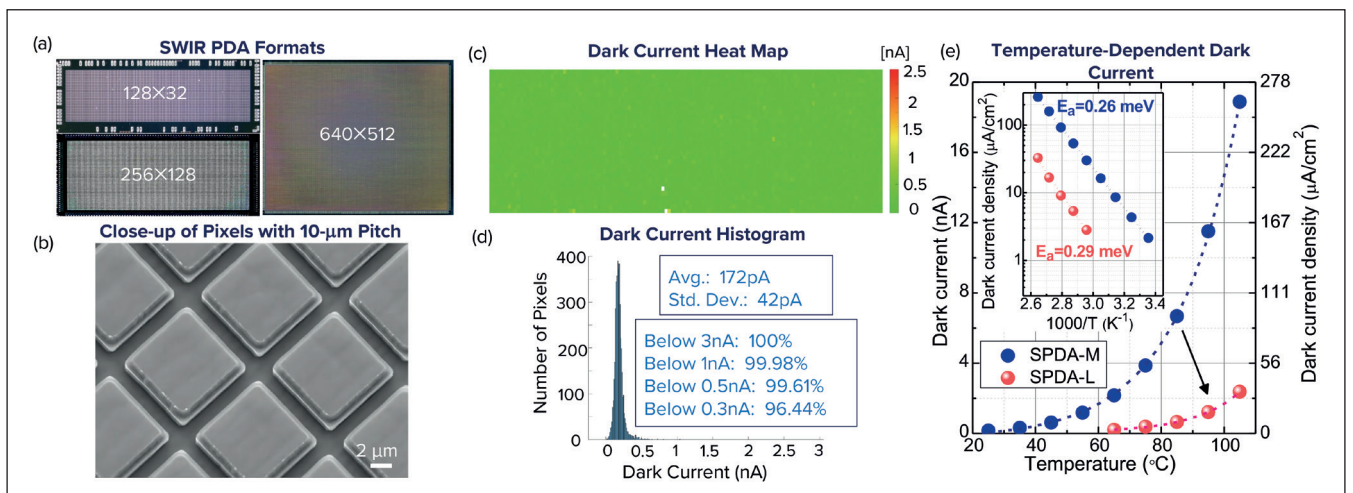 (a)
SWIR PDA Formats
128×32
256×128
640×512
(b)
Close-up of Pixels with 10-μm Pitch
2 μm
(c)
Dark Current Heat Map
[nA]
2.5
2
1.5
1
0.5
0
(d)
Dark Current Histogram
Number of Pixels
400
300
200
100
0
Avg.: 172pA
Std. Dev.: 42pA
Below 3nA: 100%
Below 1nA: 99.98%
Below 0.5nA: 99.61%
Below 0.3nA: 96.44%
0 0.5 1 1.5 2 2.5 3
Dark Current (nA)
(e)
Temperature-Dependent Dark
Current
Dark current (nA)
20
16
12
8
4
0
Dark current density (μA/cm²)
278
222
167
111
56
0
Dark current density (μA/cm²)
100
10
1
Eₐ=0.26 meV
Eₐ=0.29 meV
2.6 2.8 3.0 3.2 3.4
1000/T (K⁻¹)
SPDA-M
SPDA-L
20 40 60 80 100
Temperature (°C)